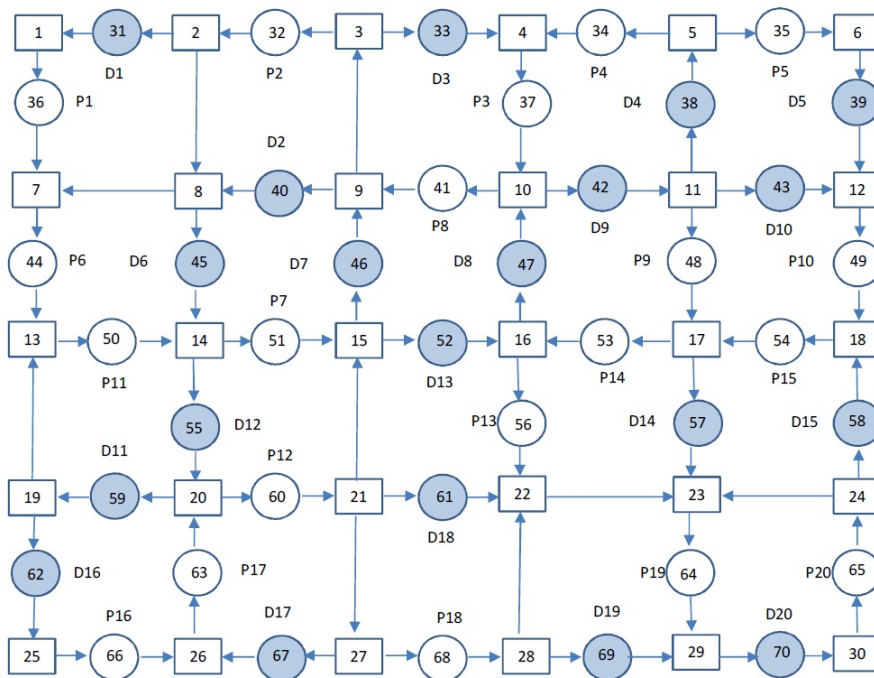 1 31 2 32 3 33 4 34 5 35 6
D1 P2 D3 P4 P5
36 P1 P3 37 D4 38 D5 39
D2
7 8 40 9 41 10 42 11 43 12
P8 D9 D10
44 P6 D6 45 D7 46 D8 47 P9 48 P10 49
P7
13 50 14 51 15 52 16 53 17 54 18
P11 D13 P14 P15
55 D12 P13 56 D14 57 D15 58
D11 P12
19 59 20 60 21 61 22 23 24
D18
62 D16 63 P17 P19 64 P20 65
P16 D17 P18 D19 D20
25 66 26 67 27 68 28 69 29 70 30